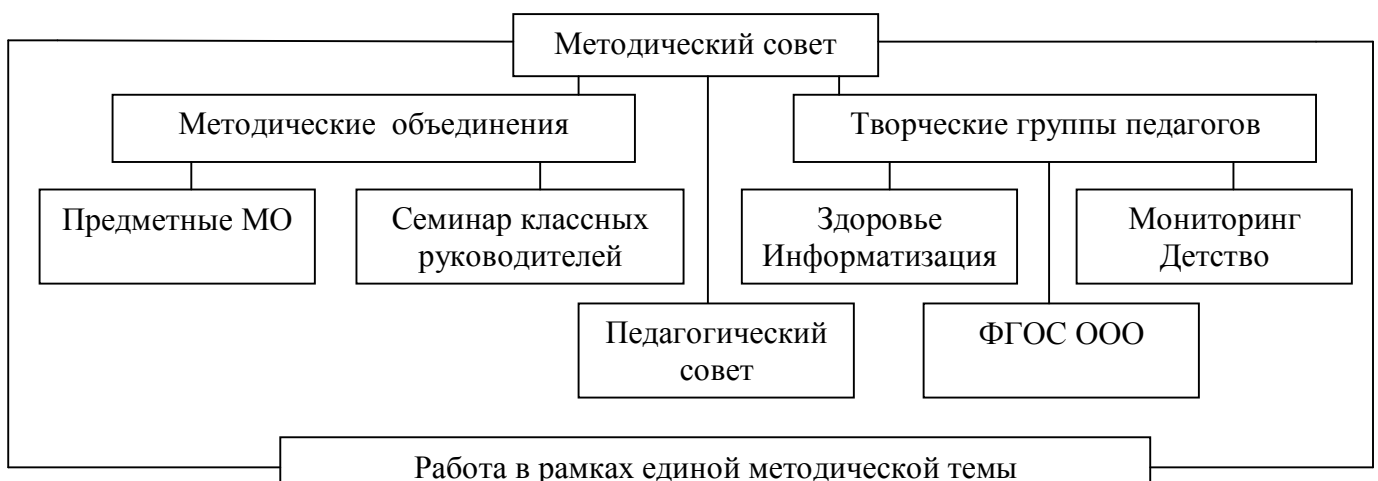 Методический совет
Методические объединения
Творческие группы педагогов
Предметные МО
Семинар классных
руководителей
Здоровье
Информатизация
Мониторинг
Детство
Педагогический
совет
ФГОС ООО
Работа в рамках единой методической темы